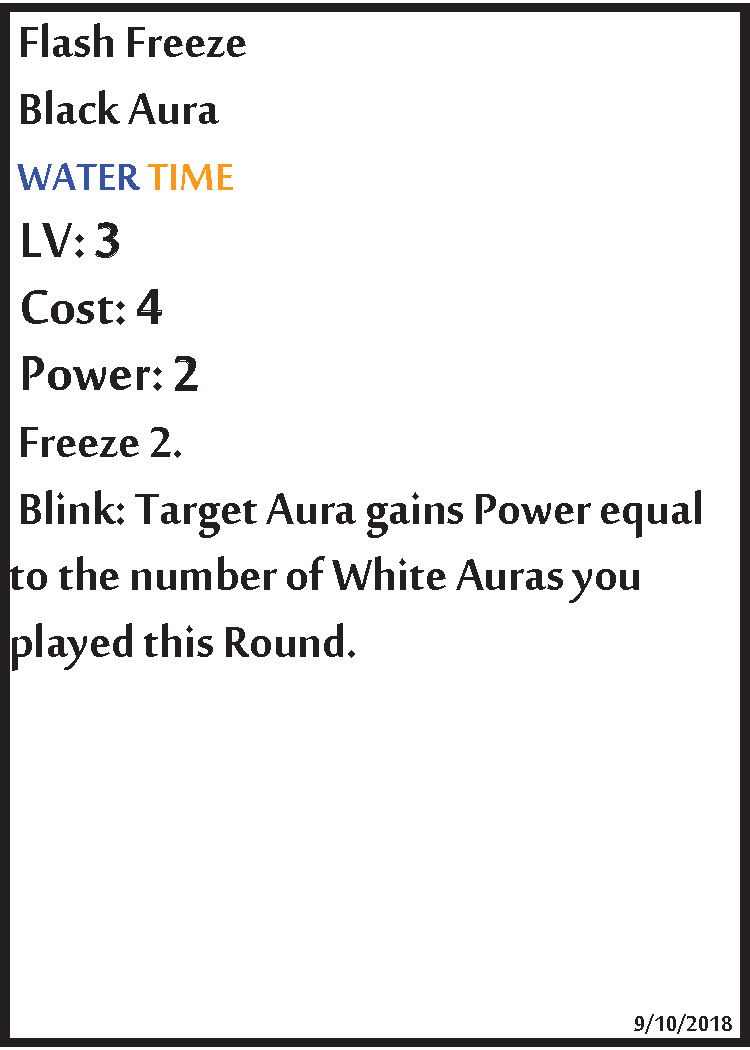 Flash Freeze
Black Aura
WATER TIME
LV: 3
Cost: 4
Power: 2
Freeze 2.
Blink: Target Aura gains Power equal
to the number of White Auras you
played this Round.
9/10/2018